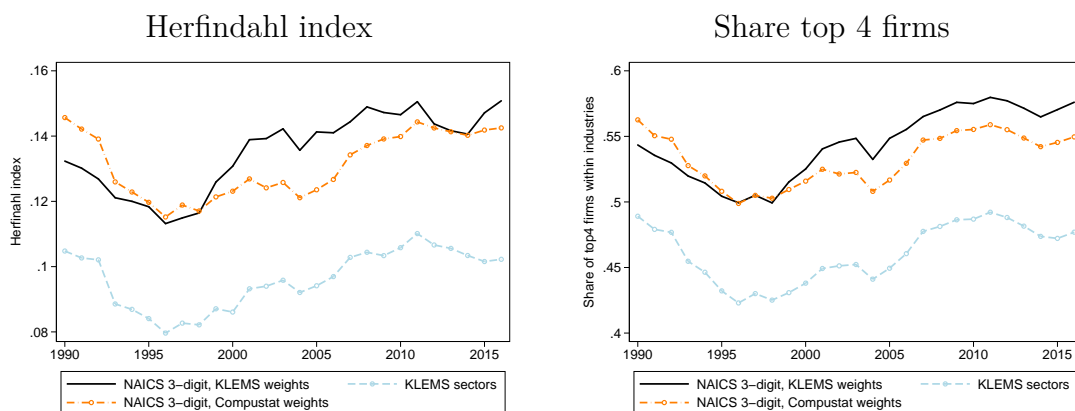 Herfindahl index
Share top 4 firms
Herfinahl index
.16
.14
.12
.1
.08
1990 1995 2000 2005 2010 2015
NAICS 3-digit, KLEMS weights
KLEMS sectors
NAICS 3-digit, Compustat weights
Share of top4 firms within industries
.6
.55
.5
.45
.4
1990 1995 2000 2005 2010 2015
NAICS 3-digit, KLEMS weights
KLEMS sectors
NAICS 3-digit, Compustat weights